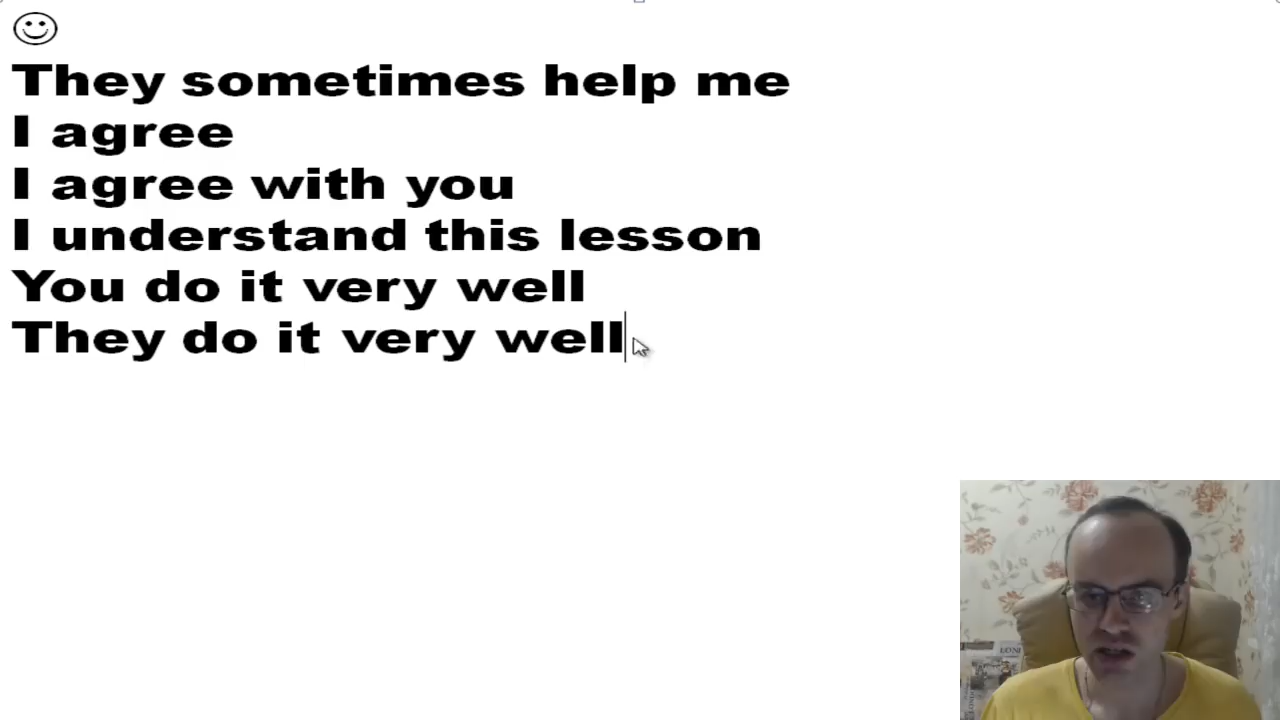 They sometimes help me
I agree
I agree with you
I understand this lesson
You do it very well
They do it very well